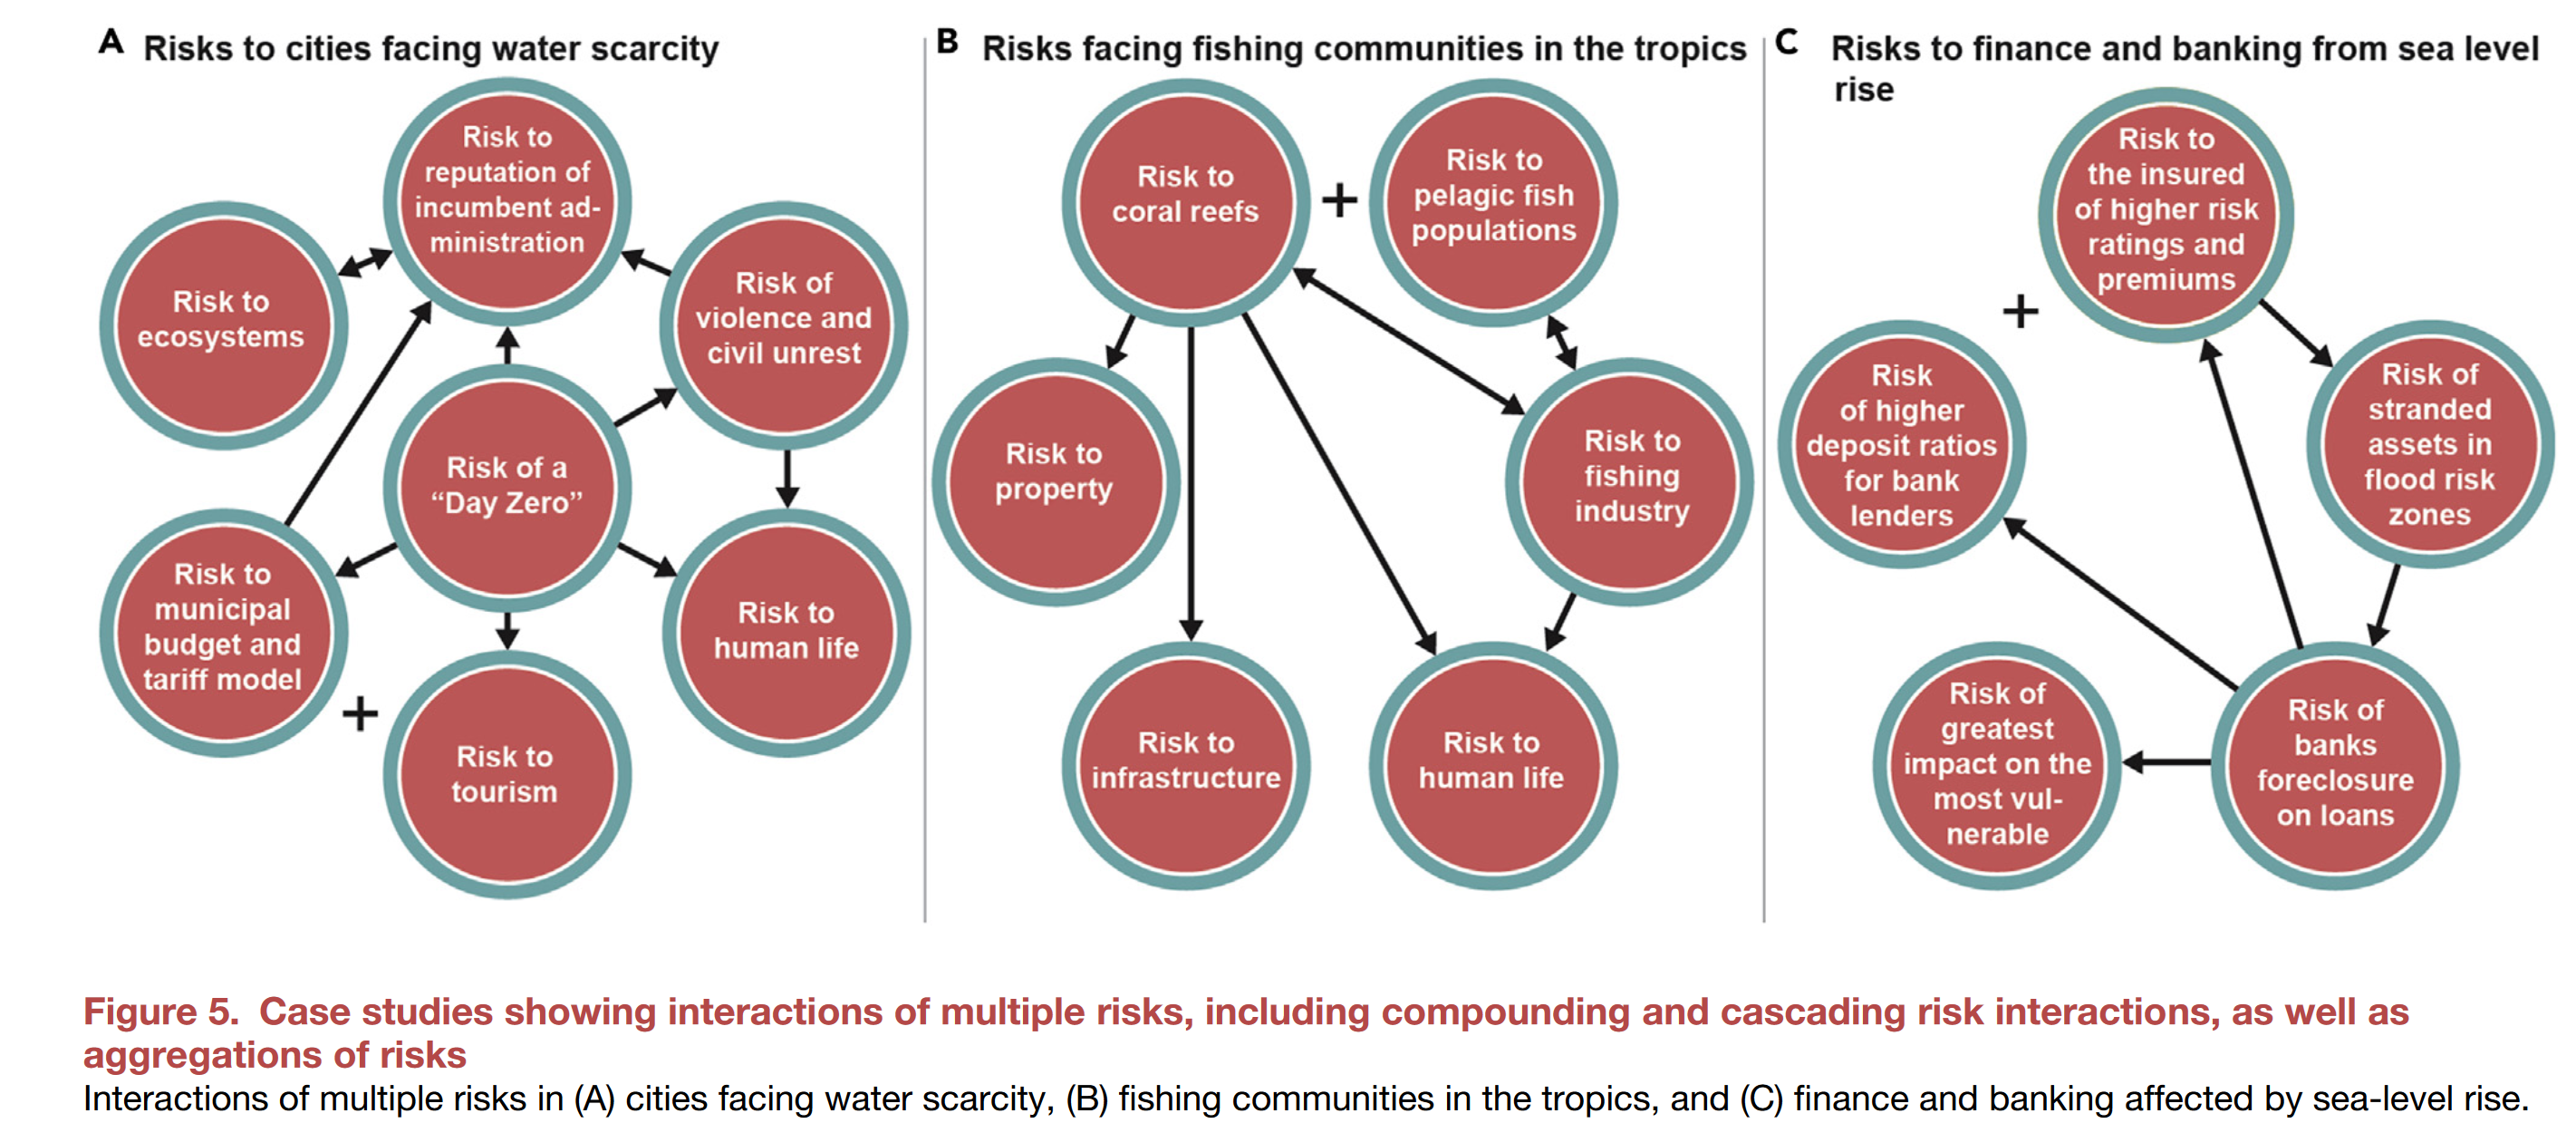 A Risks to cities facing water scarcity
Risk to
reputation of
incumbent ad-
ministration
Risk to
ecosystems
Risk of
violence and
civil unrest
Risk of a
“Day Zero”
Risk to
municipal
budget and
tariff model
Risk to
human life
+
Risk to
tourism
B Risks facing fishing communities in the tropics
Risk to
coral reefs
+
Risk to
pelagic fish
populations
Risk to
property
Risk to
fishing
industry
Risk to
infrastructure
Risk to
human life
C Risks to finance and banking from sea level
rise
Risk to
the insured
of higher risk
ratings and
premiums
+
Risk
of higher
deposit ratios
for bank
lenders
Risk of
stranded
assets in
flood risk
zones
Risk of
greatest
impact on the
most vul-
nerable
Risk of
banks
foreclosure
on loans
Figure 5. Case studies showing interactions of multiple risks, including compounding and cascading risk interactions, as well as
aggregations of risks
Interactions of multiple risks in (A) cities facing water scarcity, (B) fishing communities in the tropics, and (C) finance and banking affected by sea-level rise.